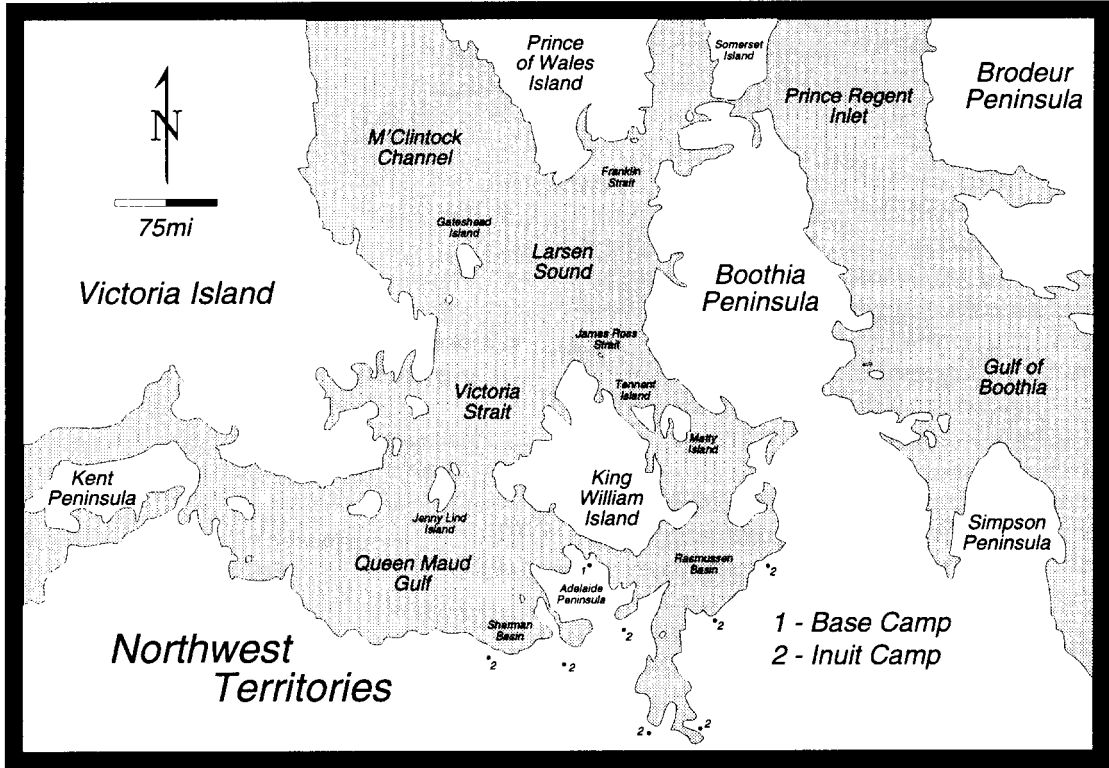 Prince
of Wales
Island
Somerset
Island
Brodeur
Peninsula
Prince Regent
Inlet
N
75mi
M'Clintock
Channel
Franklin
Strait
Gateshead
Island
Larsen
Sound
Victoria Island
Boothia
Peninsula
James Ross
Strait
Gulf of
Boothia
Tennant
Island
Victoria
Strait
Matty
Island
Kent
Peninsula
King
William
Island
Jenny Lind
Island
Simpson
Peninsula
Queen Maud
Gulf
1
Adelaide
Peninsula
Rasmussen
Basin
2
Sherman
Basin
2
2
1 - Base Camp
2 - Inuit Camp
Northwest
Territories
2
2
2
2